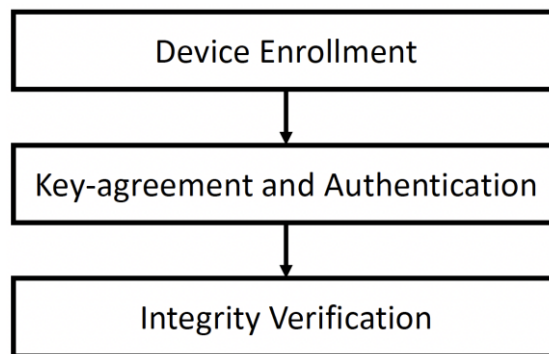 Device Enrollment
Key-agreement and Authentication
Integrity Verification